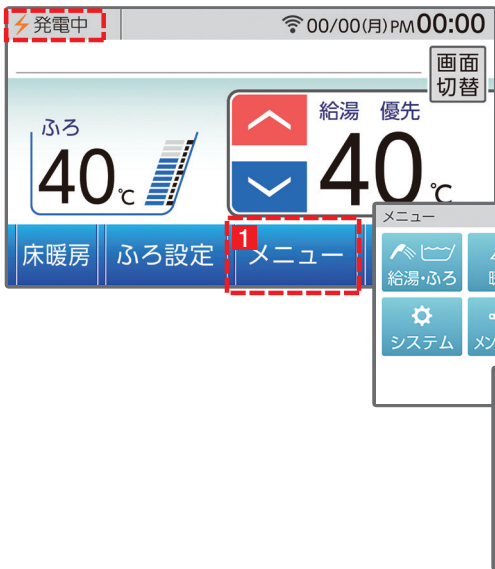 発電中 00/00(月)PM00:00
画面
切替
ふろ
40℃
給湯 優先
40℃
床暖房 ふろ設定 1 メニュー
メニュー
給湯・ふろ
システム